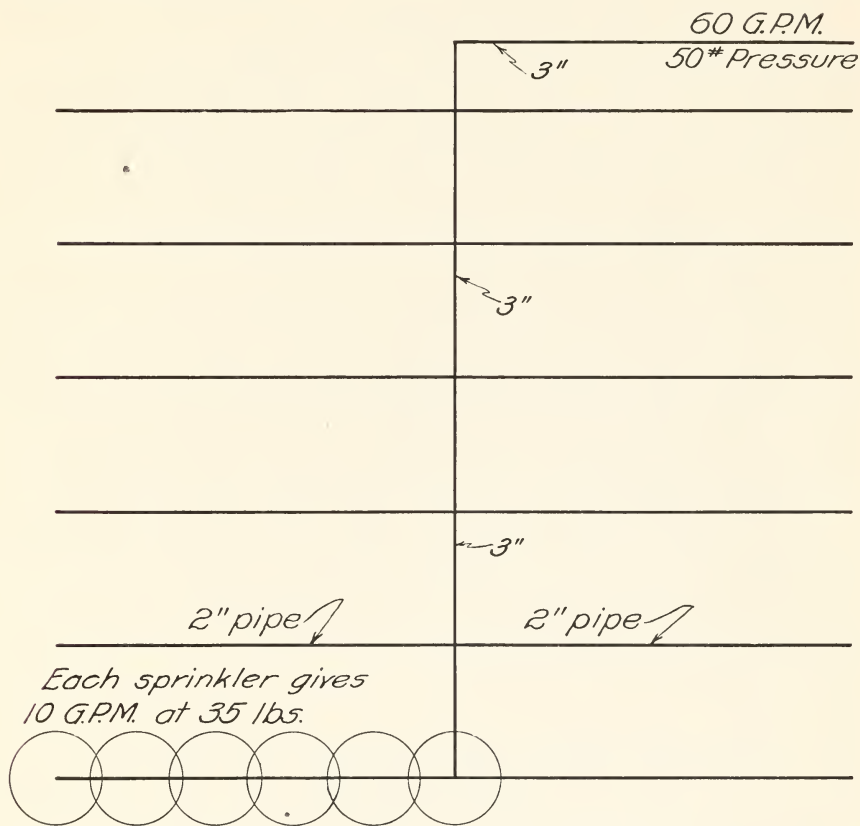 60 G.P.M.
50# Pressure
3"
3"
3"
2" pipe
2" pipe
Each sprinkler gives
10 G.P.M. at 35 lbs.